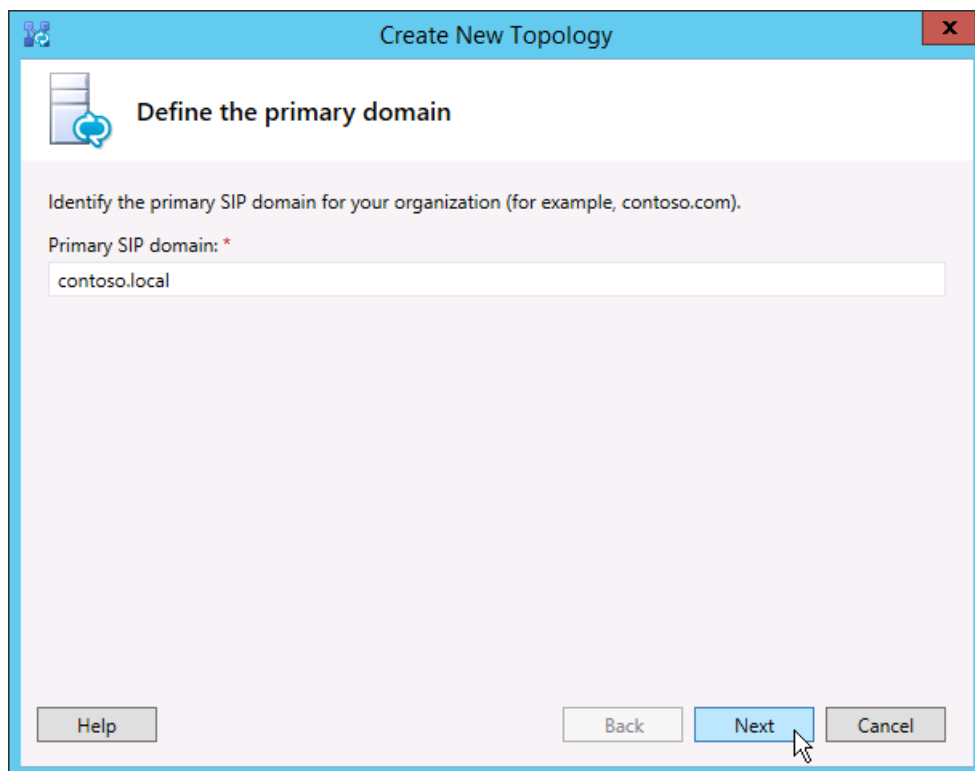 Create New Topology
x
Define the primary domain
Identify the primary SIP domain for your organization (for example, contoso.com).
Primary SIP domain: *
contoso.local
Help Back Next Cancel